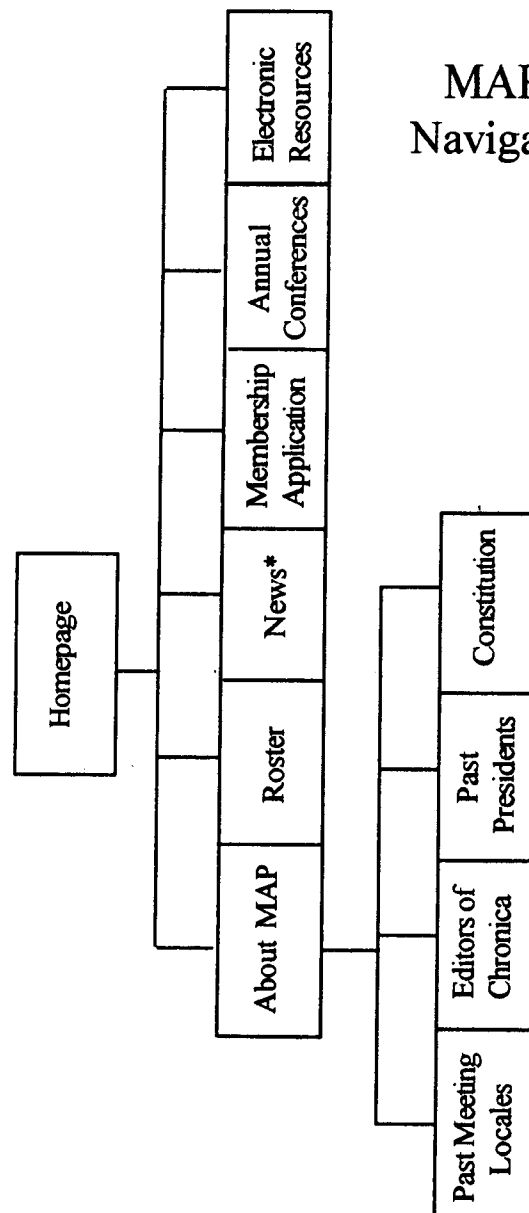 Homepage
About MAP
Roster
News*
Membership
Application
Annual
Conferences
Electronic
Resources
Past Meeting
Locales
Editors of
Chronica
Past
Presidents
Constitution
MAP
Naviga